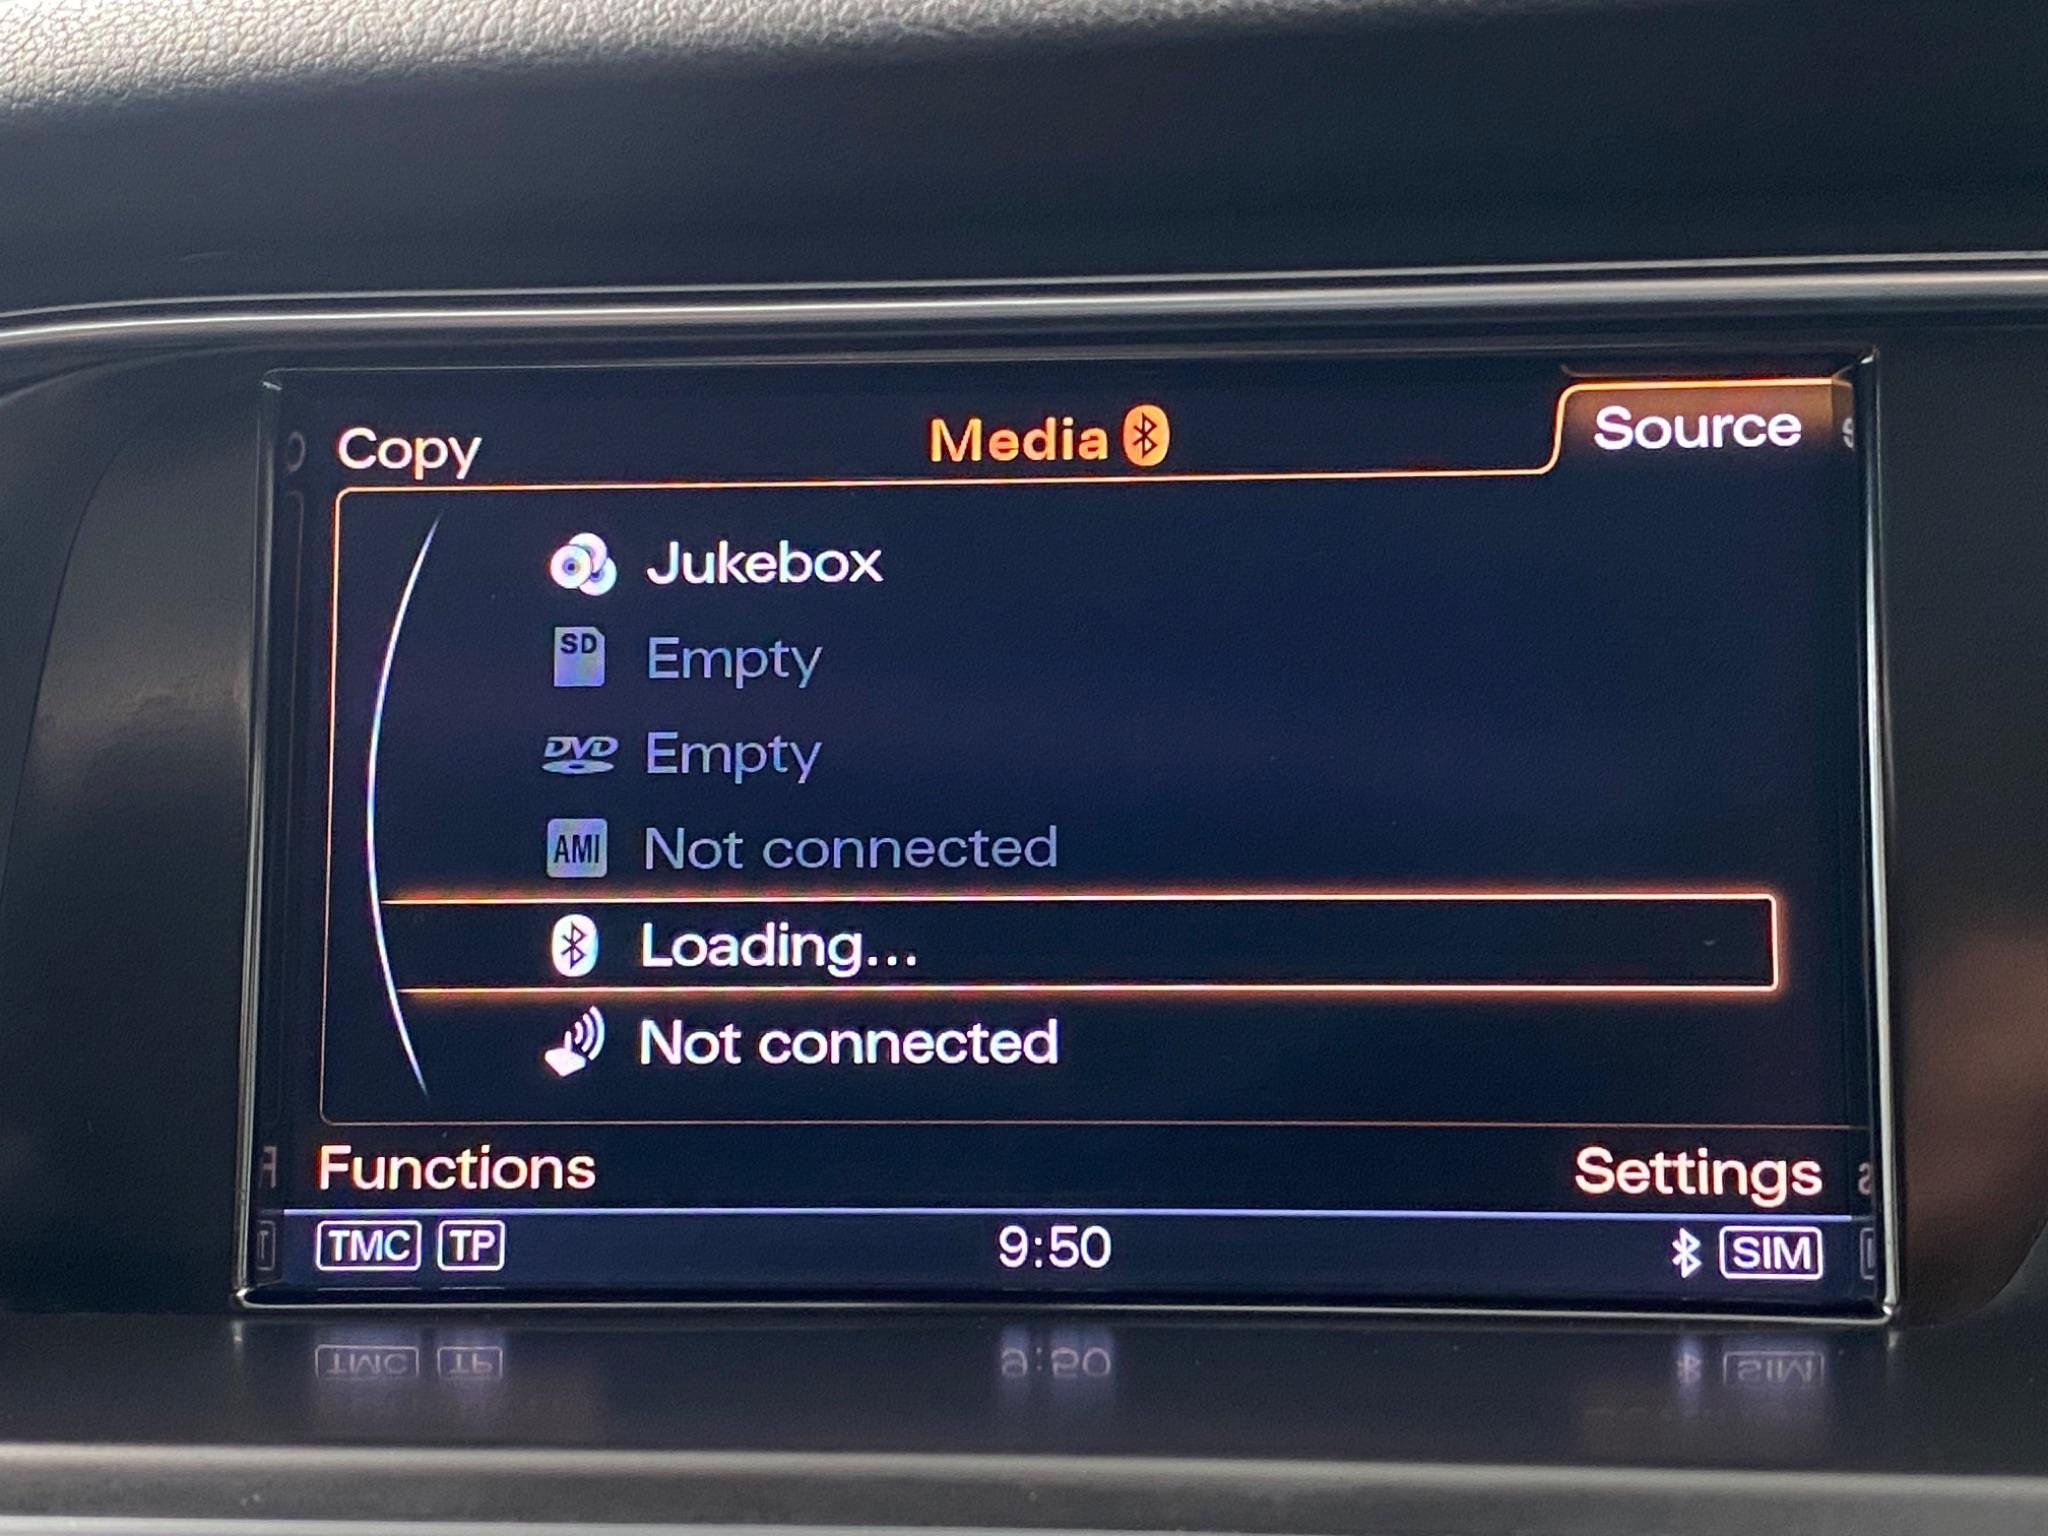 Copy
Media
Source
Jukebox
SD Empty
DVD Empty
AMI Not connected
Loading...
Not connected
Functions
Settings
TMC TP 9:50 SIM